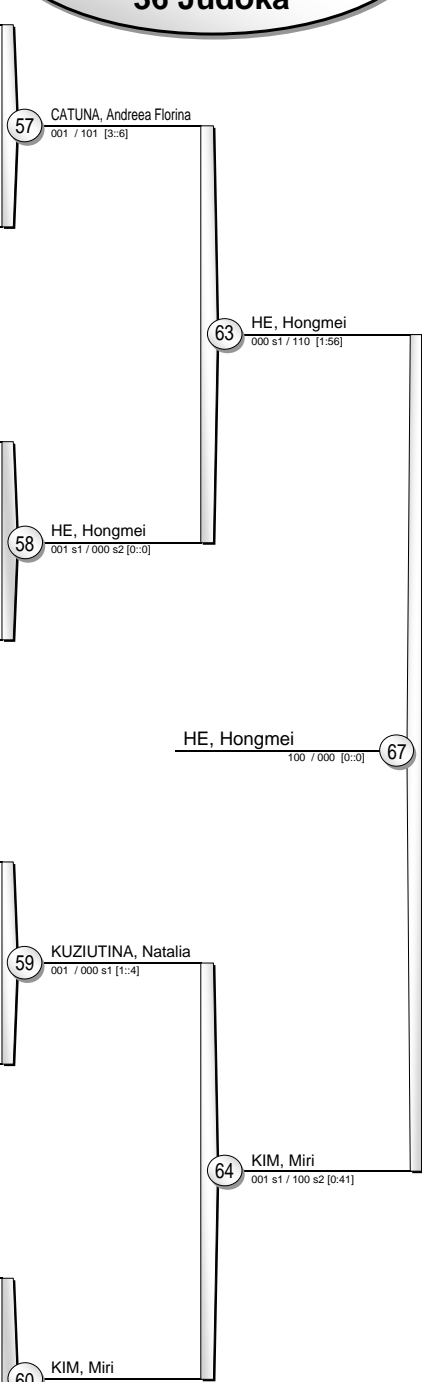 36 Judoka
57 CATUNA, Andreea Florina
001 / 101 [3::6]
63 HE, Hongmei
000 s1 / 110 [1:56]
58 HE, Hongmei
001 s1 / 000 s2 [0::0]
HE, Hongmei 67
100 / 000 [0::0]
59 KUZIUTINA, Natalia
001 / 000 s1 [1::4]
64 KIM, Miri
001 s1 / 100 s2 [0:41]
60 KIM, Miri